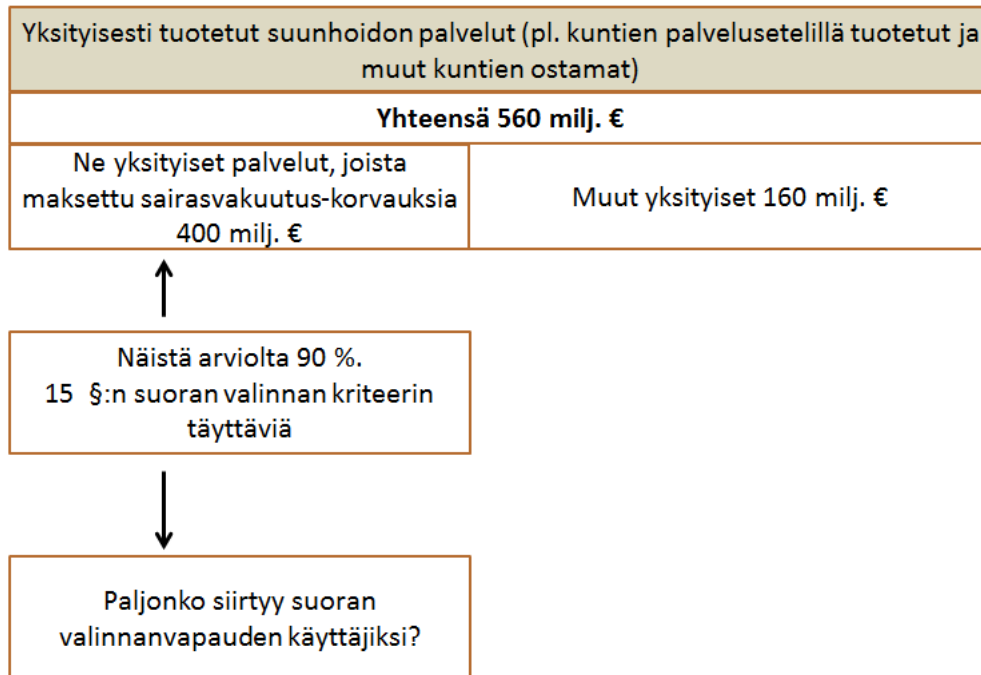 Yksityisesti tuotetut suunhoidon palvelut (pl. kuntien palvelusetelillä tuotetut ja
muut kuntien ostamat)
Yhteensä 560 milj. €
Ne yksityiset palvelut, joista
maksettu sairasvakuutus-korvauksia
400 milj. €
Muut yksityiset 160 milj. €
Näistä arviolta 90 %.
15 §:n suoran valinnan kriteerin
täyttäviä
Paljonko siirtyy suoran
valinnanvapauden käyttäjiksi?